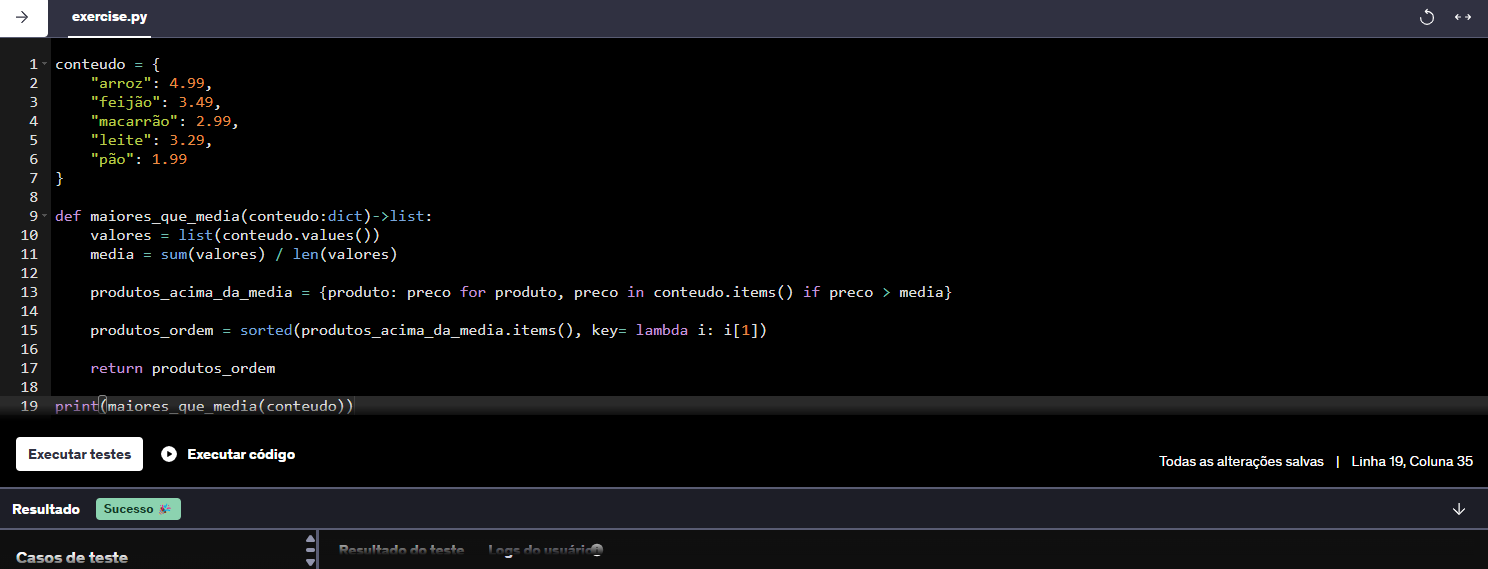 exercise.py
1 conteudo = {
2     "arroz": 4.99,
3     "feijão": 3.49,
4     "macarrão": 2.99,
5     "leite": 3.29,
6     "pão": 1.99
7 }
8
9 def maiores_que_media(conteudo:dict)->list:
10     valores = list(conteudo.values())
11     media = sum(valores) / len(valores)
12
13     produtos_acima_da_media = {produto: preco for produto, preco in conteudo.items() if preco > media}
14
15     produtos_ordem = sorted(produtos_acima_da_media.items(), key= lambda i: i[1])
16
17     return produtos_ordem
18
19 print(maiores_que_media(conteudo))
Executar testes Executar código Todas as alterações salvas | Linha 19, Coluna 35
Resultado Sucesso 🎉
Casos de teste Resultado do teste Logs do usuário